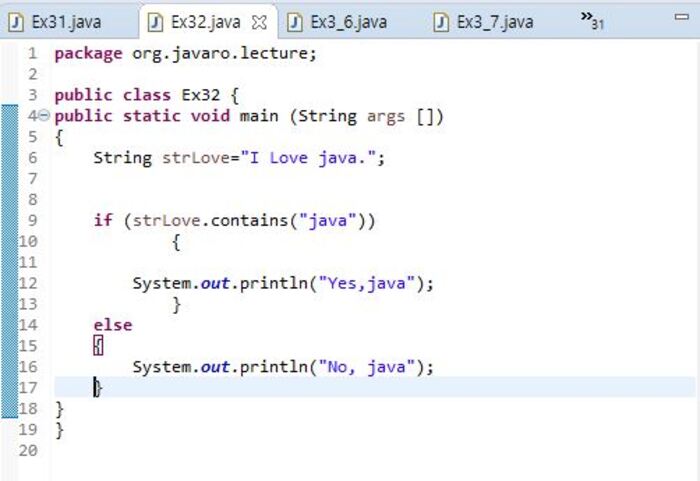 Ex31.java Ex32.java Ex3_6.java Ex3_7.java »31
1 package org.javaro.lecture;
2
3 public class Ex32 {
4 public static void main (String args [])
5 {
6 String strLove="I Love java.";
7
8
9 if (strLove.contains("java"))
10 {
11
12 System.out.println("Yes,java");
13 }
14 else
15 {
16 System.out.println("No, java");
17 }
18 }
19 }
20